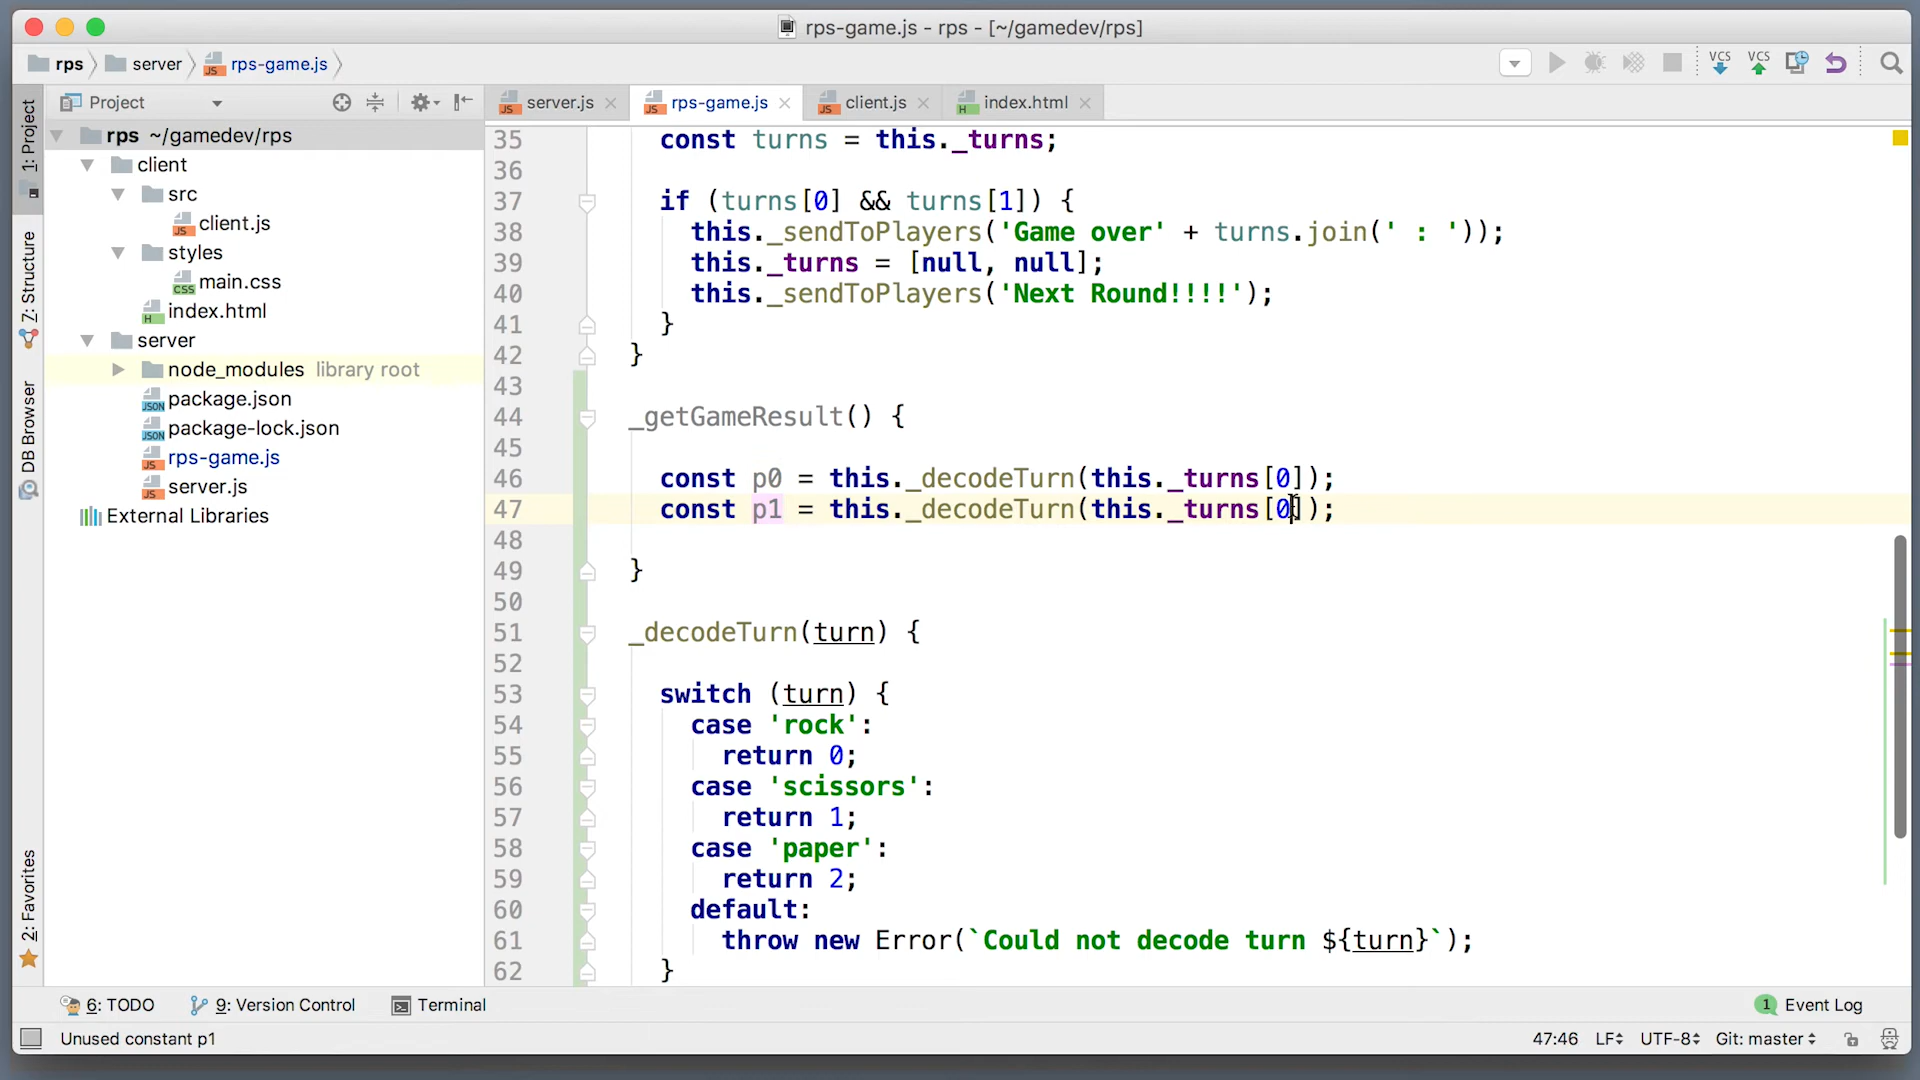 rps-game.js - rps - [~/gamedev/rps]
rps server rps-game.js
VCS VCS
Project
server.js rps-game.js client.js index.html
1: Project
Z: Structure
DB Browser
2: Favorites
rps ~/gamedev/rps
client
src
client.js
styles
main.css
index.html
server
node_modules library root
package.json
package-lock.json
rps-game.js
server.js
External Libraries
35 const turns = this._turns;
36
37 if (turns[0] && turns[1]) {
38 this._sendToPlayers('Game over' + turns.join(' : '));
39 this._turns = [null, null];
40 this._sendToPlayers('Next Round!!!!');
41 }
42 }
43
44 _getGameResult() {
45
46 const p0 = this._decodeTurn(this._turns[0]);
47 const p1 = this._decodeTurn(this._turns[0]);
48
49 }
50
51 _decodeTurn(turn) {
52
53 switch (turn) {
54 case 'rock':
55 return 0;
56 case 'scissors':
57 return 1;
58 case 'paper':
59 return 2;
60 default:
61 throw new Error(`Could not decode turn ${turn}`);
62 }
6: TODO 9: Version Control Terminal 1 Event Log
Unused constant p1 47:46 LF UTF-8 Git: master